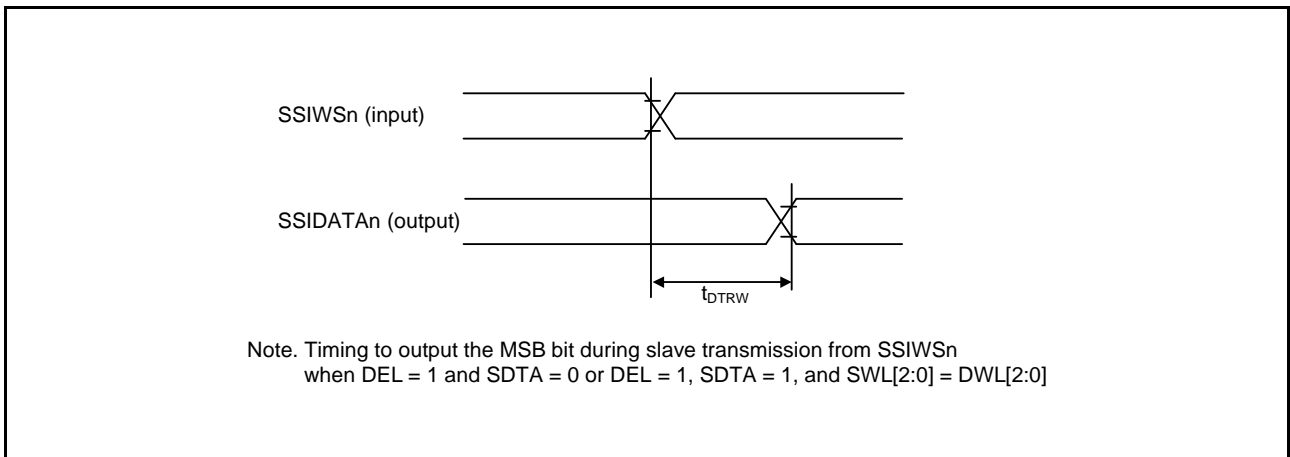 SSIWSn (input)
SSIDATAn (output)
tDTRW
Note. Timing to output the MSB bit during slave transmission from SSIWSn
when DEL = 1 and SDTA = 0 or DEL = 1, SDTA = 1, and SWL[2:0] = DWL[2:0]